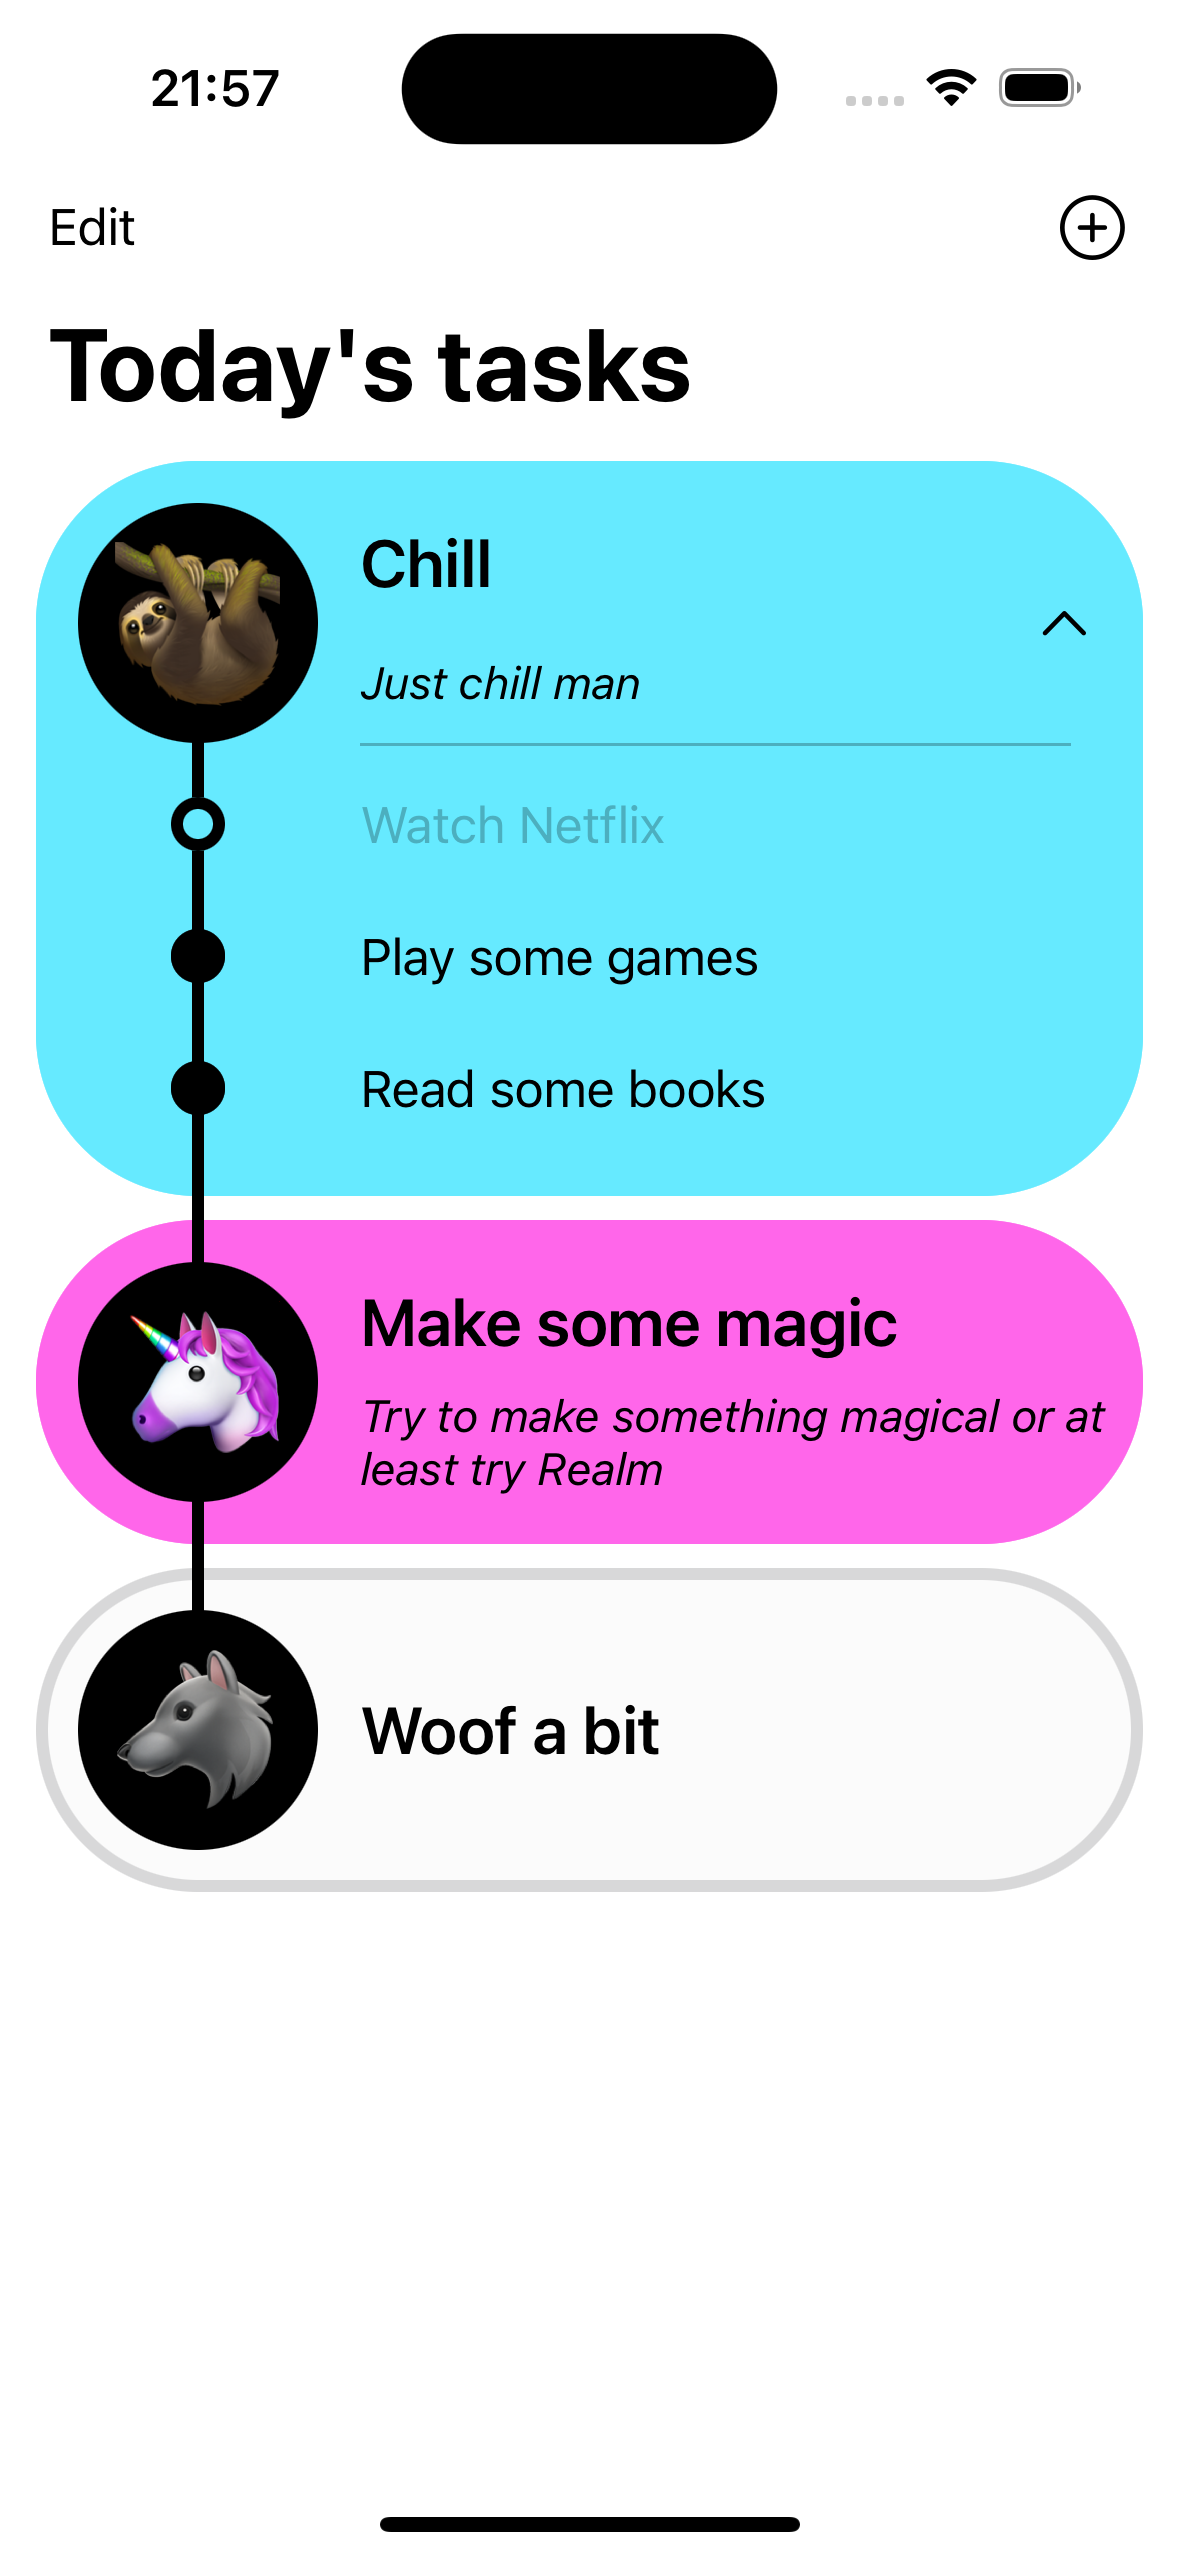 21:57
Edit
Today's tasks
Chill
Just chill man
Watch Netflix
Play some games
Read some books
Make some magic
Try to make something magical or at
least try Realm
Woof a bit